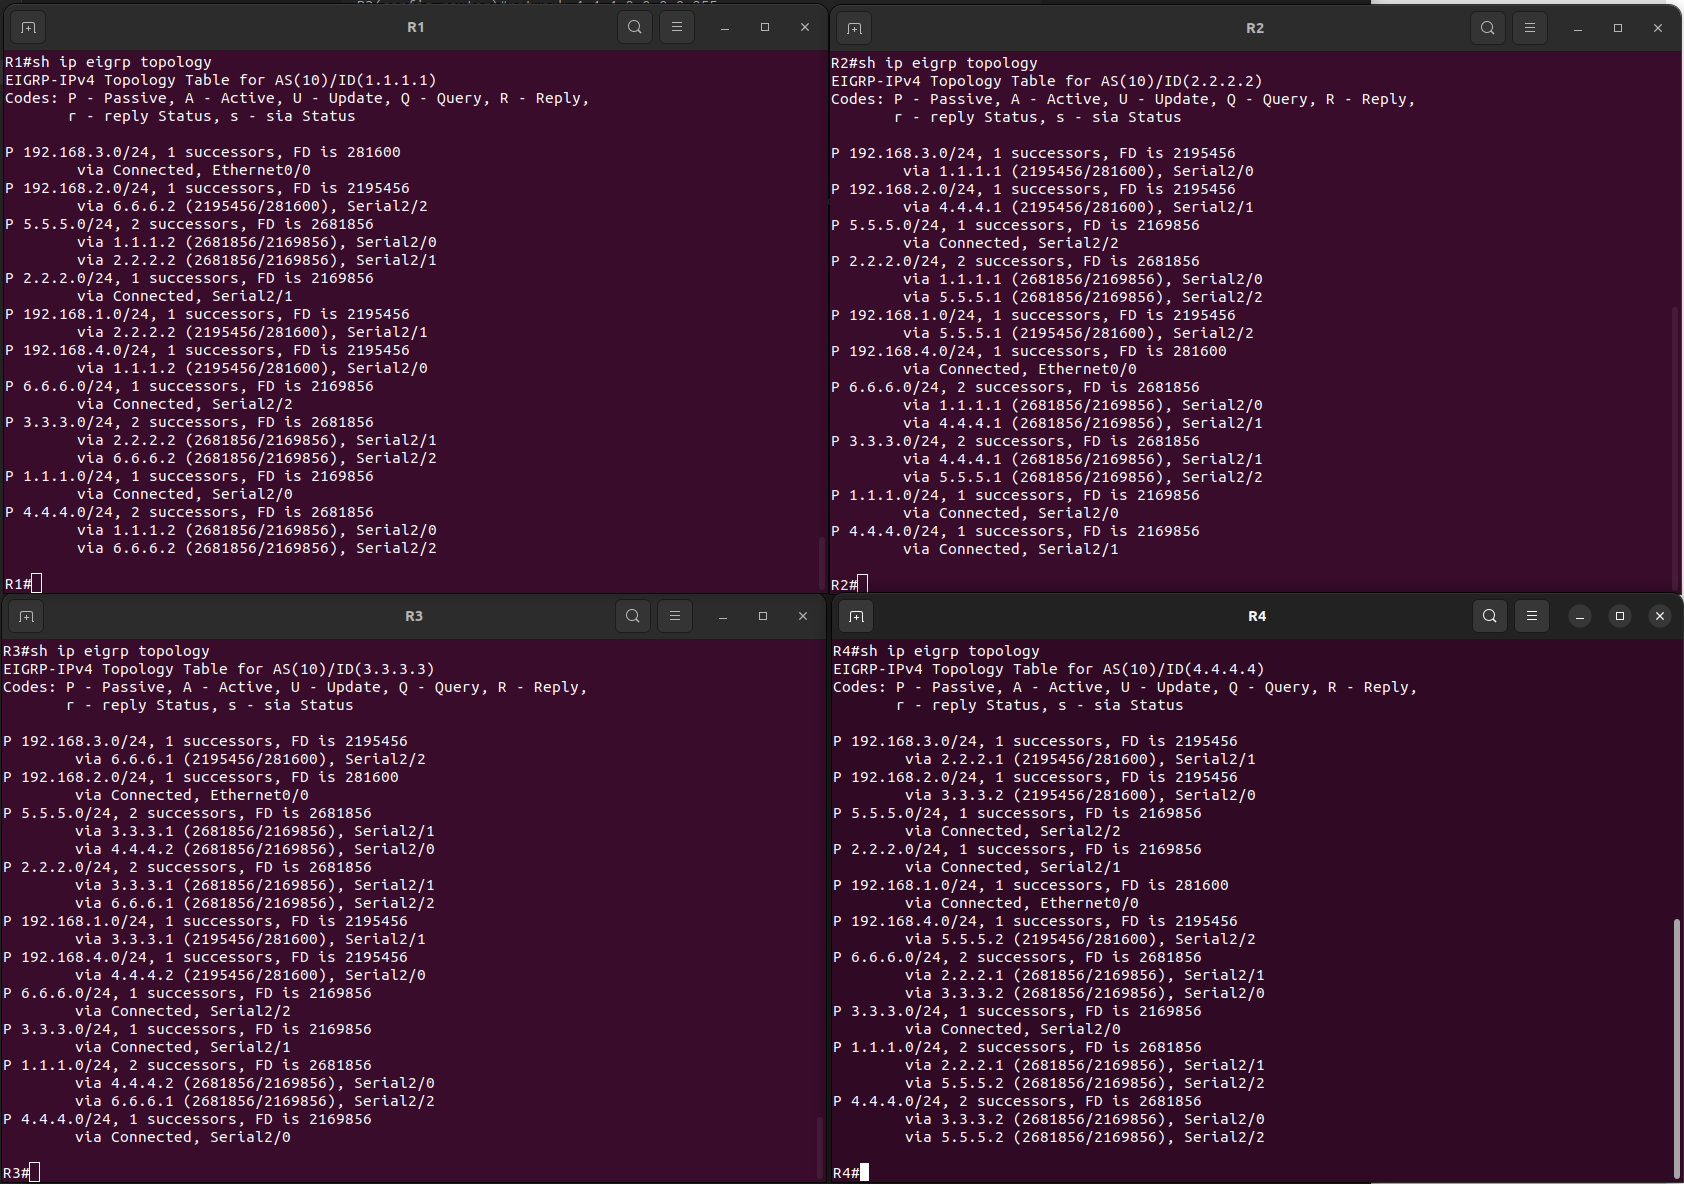 R1
R1#sh ip eigrp topology
EIGRP-IPv4 Topology Table for AS(10)/ID(1.1.1.1)
Codes: P - Passive, A - Active, U - Update, Q - Query, R - Reply,
       r - reply Status, s - sia Status
P 192.168.3.0/24, 1 successors, FD is 281600
        via Connected, Ethernet0/0
P 192.168.2.0/24, 1 successors, FD is 2195456
        via 6.6.6.2 (2195456/281600), Serial2/2
P 5.5.5.0/24, 2 successors, FD is 2681856
        via 1.1.1.2 (2681856/2169856), Serial2/0
        via 2.2.2.2 (2681856/2169856), Serial2/1
P 2.2.2.0/24, 1 successors, FD is 2169856
        via Connected, Serial2/1
P 192.168.1.0/24, 1 successors, FD is 2195456
        via 2.2.2.2 (2195456/281600), Serial2/1
P 192.168.4.0/24, 1 successors, FD is 2195456
        via 1.1.1.2 (2195456/281600), Serial2/0
P 6.6.6.0/24, 1 successors, FD is 2169856
        via Connected, Serial2/2
P 3.3.3.0/24, 2 successors, FD is 2681856
        via 2.2.2.2 (2681856/2169856), Serial2/1
        via 6.6.6.2 (2681856/2169856), Serial2/2
P 1.1.1.0/24, 1 successors, FD is 2169856
        via Connected, Serial2/0
P 4.4.4.0/24, 2 successors, FD is 2681856
        via 1.1.1.2 (2681856/2169856), Serial2/0
        via 6.6.6.2 (2681856/2169856), Serial2/2
R1#
R2
R2#sh ip eigrp topology
EIGRP-IPv4 Topology Table for AS(10)/ID(2.2.2.2)
Codes: P - Passive, A - Active, U - Update, Q - Query, R - Reply,
       r - reply Status, s - sia Status
P 192.168.3.0/24, 1 successors, FD is 2195456
        via 1.1.1.1 (2195456/281600), Serial2/0
P 192.168.2.0/24, 1 successors, FD is 2195456
        via 4.4.4.1 (2195456/281600), Serial2/1
P 5.5.5.0/24, 1 successors, FD is 2169856
        via Connected, Serial2/2
P 2.2.2.0/24, 2 successors, FD is 2681856
        via 1.1.1.1 (2681856/2169856), Serial2/0
        via 5.5.5.1 (2681856/2169856), Serial2/2
P 192.168.1.0/24, 1 successors, FD is 2195456
        via 5.5.5.1 (2195456/281600), Serial2/2
P 192.168.4.0/24, 1 successors, FD is 281600
        via Connected, Ethernet0/0
P 6.6.6.0/24, 2 successors, FD is 2681856
        via 1.1.1.1 (2681856/2169856), Serial2/0
        via 4.4.4.1 (2681856/2169856), Serial2/1
P 3.3.3.0/24, 2 successors, FD is 2681856
        via 4.4.4.1 (2681856/2169856), Serial2/1
        via 5.5.5.1 (2681856/2169856), Serial2/2
P 1.1.1.0/24, 1 successors, FD is 2169856
        via Connected, Serial2/0
P 4.4.4.0/24, 1 successors, FD is 2169856
        via Connected, Serial2/1
R2#
R3
R3#sh ip eigrp topology
EIGRP-IPv4 Topology Table for AS(10)/ID(3.3.3.3)
Codes: P - Passive, A - Active, U - Update, Q - Query, R - Reply,
       r - reply Status, s - sia Status
P 192.168.3.0/24, 1 successors, FD is 2195456
        via 6.6.6.1 (2195456/281600), Serial2/2
P 192.168.2.0/24, 1 successors, FD is 281600
        via Connected, Ethernet0/0
P 5.5.5.0/24, 2 successors, FD is 2681856
        via 3.3.3.1 (2681856/2169856), Serial2/1
        via 4.4.4.2 (2681856/2169856), Serial2/0
P 2.2.2.0/24, 2 successors, FD is 2681856
        via 3.3.3.1 (2681856/2169856), Serial2/1
        via 6.6.6.1 (2681856/2169856), Serial2/2
P 192.168.1.0/24, 1 successors, FD is 2195456
        via 3.3.3.1 (2195456/281600), Serial2/1
P 192.168.4.0/24, 1 successors, FD is 2195456
        via 4.4.4.2 (2195456/281600), Serial2/0
P 6.6.6.0/24, 1 successors, FD is 2169856
        via Connected, Serial2/2
P 3.3.3.0/24, 1 successors, FD is 2169856
        via Connected, Serial2/1
P 1.1.1.0/24, 2 successors, FD is 2681856
        via 4.4.4.2 (2681856/2169856), Serial2/0
        via 6.6.6.1 (2681856/2169856), Serial2/2
P 4.4.4.0/24, 1 successors, FD is 2169856
        via Connected, Serial2/0
R3#
R4
R4#sh ip eigrp topology
EIGRP-IPv4 Topology Table for AS(10)/ID(4.4.4.4)
Codes: P - Passive, A - Active, U - Update, Q - Query, R - Reply,
       r - reply Status, s - sia Status
P 192.168.3.0/24, 1 successors, FD is 2195456
        via 2.2.2.1 (2195456/281600), Serial2/1
P 192.168.2.0/24, 1 successors, FD is 2195456
        via 3.3.3.2 (2195456/281600), Serial2/0
P 5.5.5.0/24, 1 successors, FD is 2169856
        via Connected, Serial2/2
P 2.2.2.0/24, 1 successors, FD is 2169856
        via Connected, Serial2/1
P 192.168.1.0/24, 1 successors, FD is 281600
        via Connected, Ethernet0/0
P 192.168.4.0/24, 1 successors, FD is 2195456
        via 5.5.5.2 (2195456/281600), Serial2/2
P 6.6.6.0/24, 2 successors, FD is 2681856
        via 2.2.2.1 (2681856/2169856), Serial2/1
        via 3.3.3.2 (2681856/2169856), Serial2/0
P 3.3.3.0/24, 1 successors, FD is 2169856
        via Connected, Serial2/0
P 1.1.1.0/24, 2 successors, FD is 2681856
        via 2.2.2.1 (2681856/2169856), Serial2/1
        via 5.5.5.2 (2681856/2169856), Serial2/2
P 4.4.4.0/24, 2 successors, FD is 2681856
        via 3.3.3.2 (2681856/2169856), Serial2/0
        via 5.5.5.2 (2681856/2169856), Serial2/2
R4#